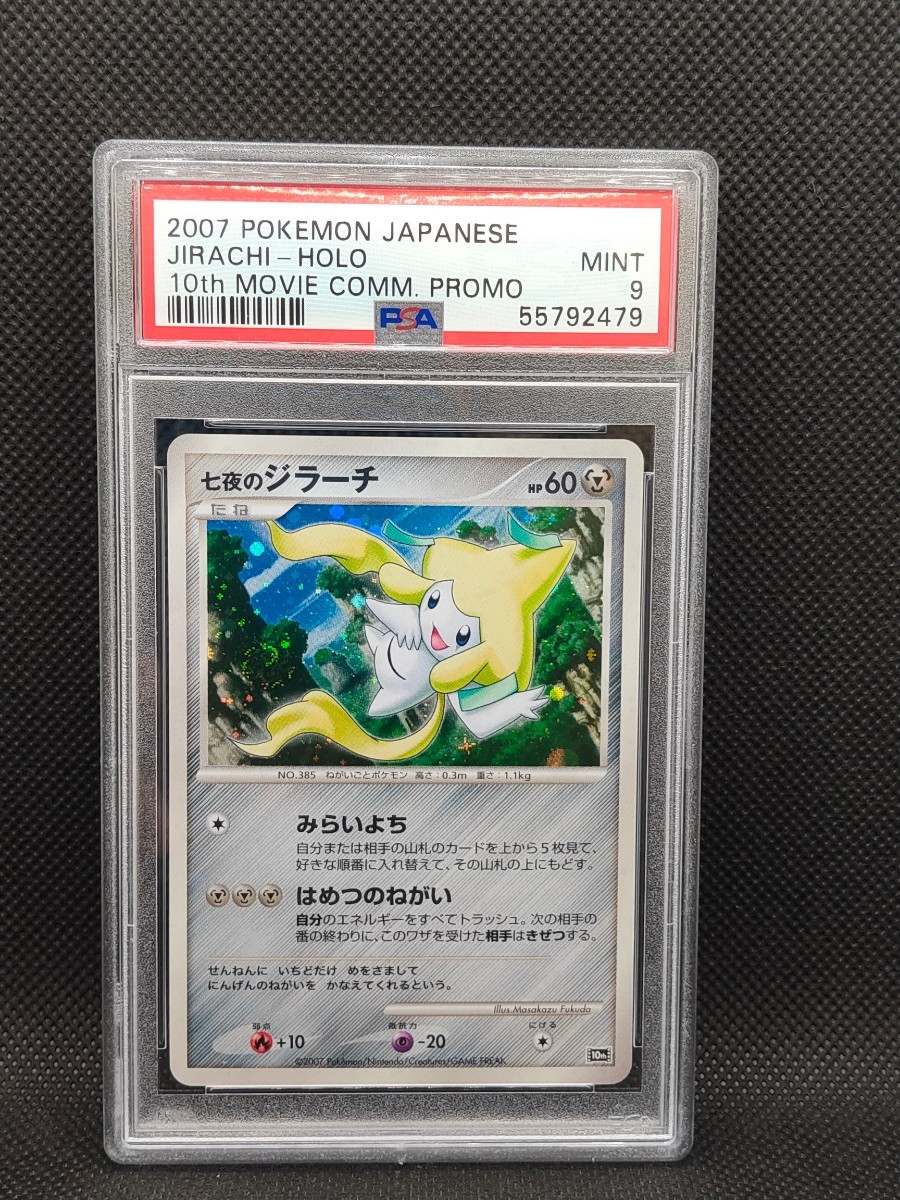 2007 POKEMON JAPANESE
JIRACHI-HOLO MINT
10th MOVIE COMM. PROMO 9
PSA 55792479
七夜のジラーチ HP60
たね
NO.385 ねがいごとポケモン 高さ:0.3m 重さ:1.1kg
みらいよち
自分または相手の山札のカードを上から5枚見て、
好きな順番に入れ替えて、その山札の上にもどす。
はめつのねがい
自分のエネルギーをすべてトラッシュ。次の相手の
番の終わりに、このワザを受けた相手はきぜつする。
せんねんに いちどだけ めをさまして
にんげんのねがいを かなえてくれるという。
Illus.Masakazu Fukuda
弱点 抵抗力 にげる
+10 -20
10th
©2007 Pokémon/Nintendo/Creatures/GAME FREAK